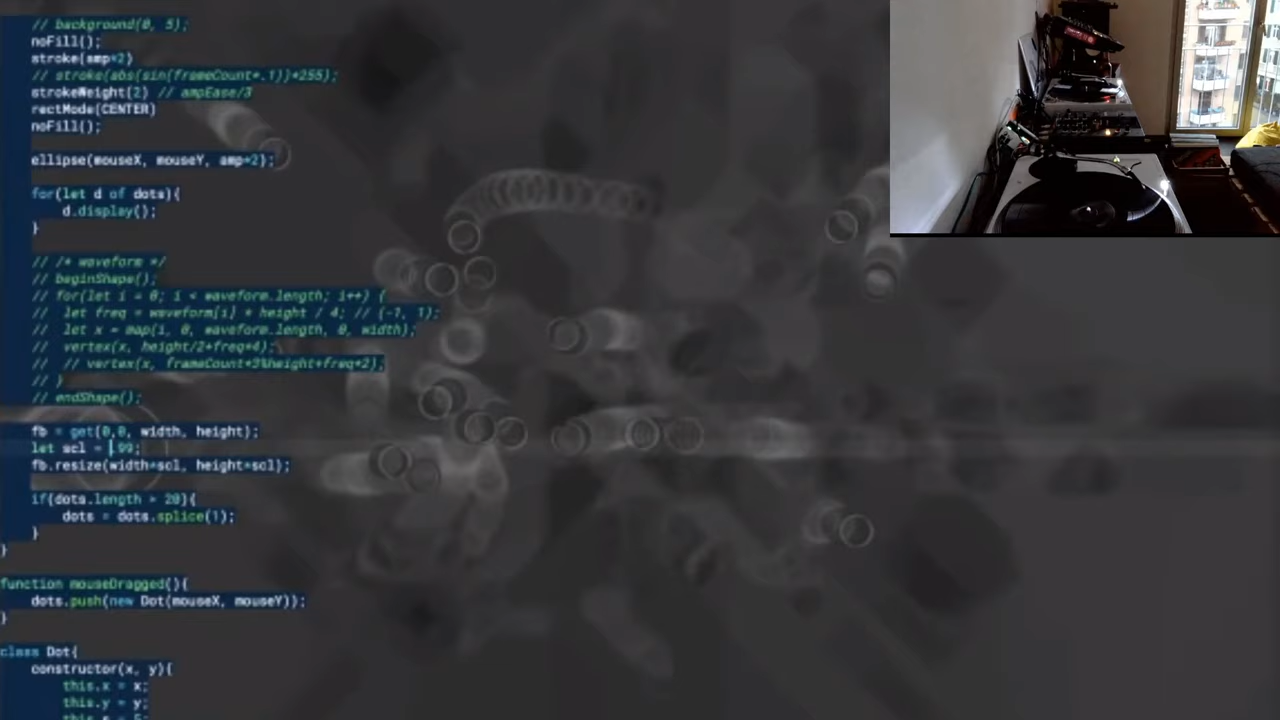 // background(0, 5);
noFill();
stroke(amp*2)
// stroke(abs(sin(frameCount*.1))*255);
strokeWeight(2) // ampEase/3
rectMode(CENTER)
noFill();
ellipse(mouseX, mouseY, amp*2);
for(let d of dots){
d.display();
}
// /* waveform */
// beginShape();
// for(let i = 0; i < waveform.length; i++) {
// let freq = waveform[i] * height / 4; // (-1, 1);
// let x = map(i, 0, waveform.length, 0, width);
// vertex(x, height/2+freq*4);
// // vertex(x, frameCount*3%height+freq*2);
// }
// endShape();
fb = get(0,0, width, height);
let scl = .99;
fb.resize(width*scl, height*scl);
if(dots.length > 20){
dots = dots.splice(1);
}
}
function mouseDragged(){
dots.push(new Dot(mouseX, mouseY));
}
class Dot{
constructor(x, y){
this.x = x;
this.y = y;